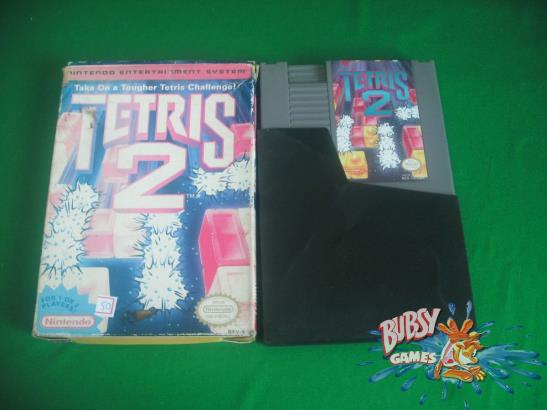 NINTENDO ENTERTAINMENT SYSTEM
Take On a Tougher Tetris Challenge!
TETRIS
2
FOR 1 OR 2
PLAYERS!
Nintendo
50
REV-A
TETRIS
2
BUBSY
GAMES